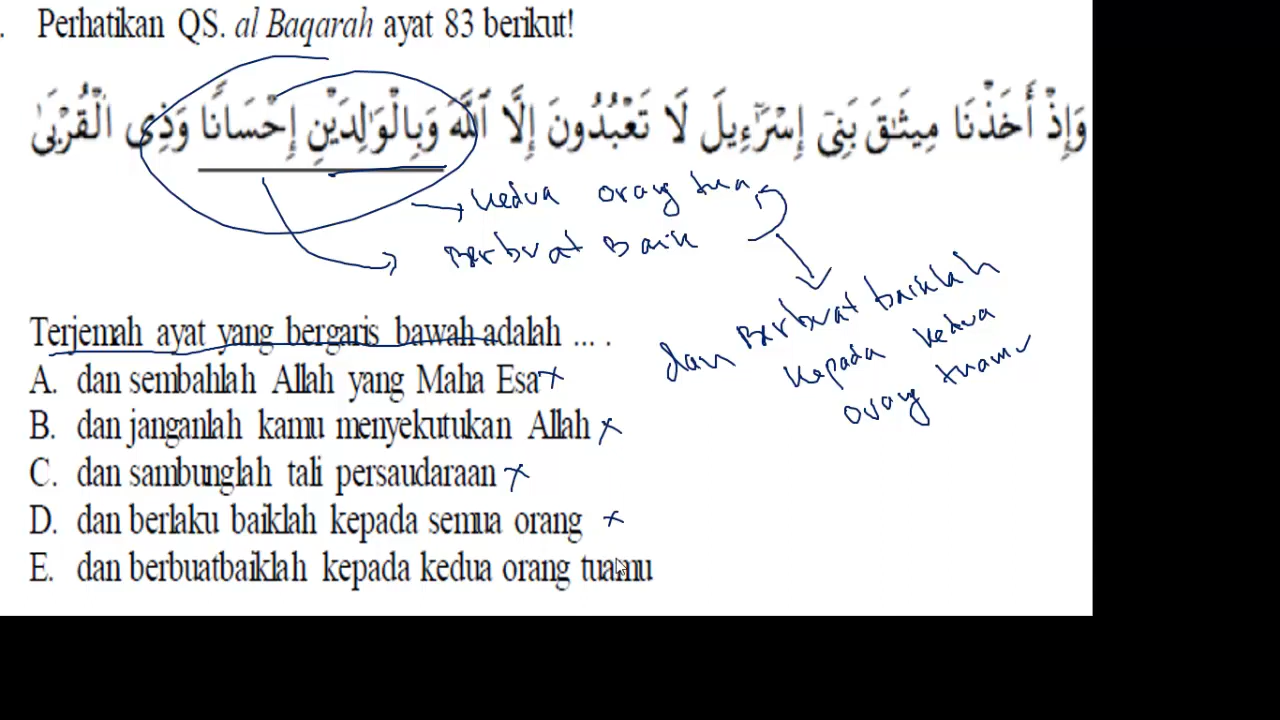 . Perhatikan QS. al Baqarah ayat 83 berikut!
وَإِذْ أَخَذْنَا مِيثَٰقَ بَنِىٓ إِسْرَٰٓءِيلَ لَا تَعْبُدُونَ إِلَّا ٱللَّهَ وَبِالْوَٰلِدَيْنِ إِحْسَانًا وَذِى الْقُرْبَىٰ
→ kedua orang tua
→ Berbuat Baik
dan Berbuat baiklah
kepada kedua
orang tuamu
Terjemah ayat yang bergaris bawah adalah ... .
A. dan sembahlah Allah yang Maha Esa x
B. dan janganlah kamu menyekutukan Allah x
C. dan sambunglah tali persaudaraan x
D. dan berlaku baiklah kepada semua orang x
E. dan berbuatbaiklah kepada kedua orang tuamu